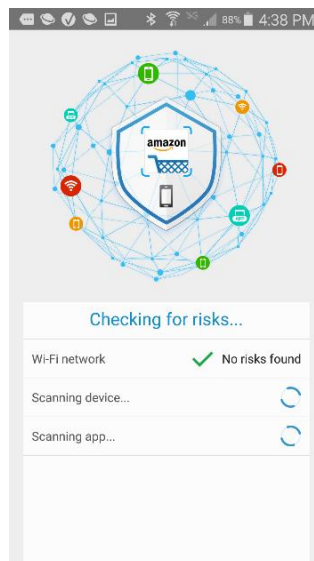 88% 4:38 PM
amazon
Checking for risks...
Wi-Fi network No risks found
Scanning device...
Scanning app...